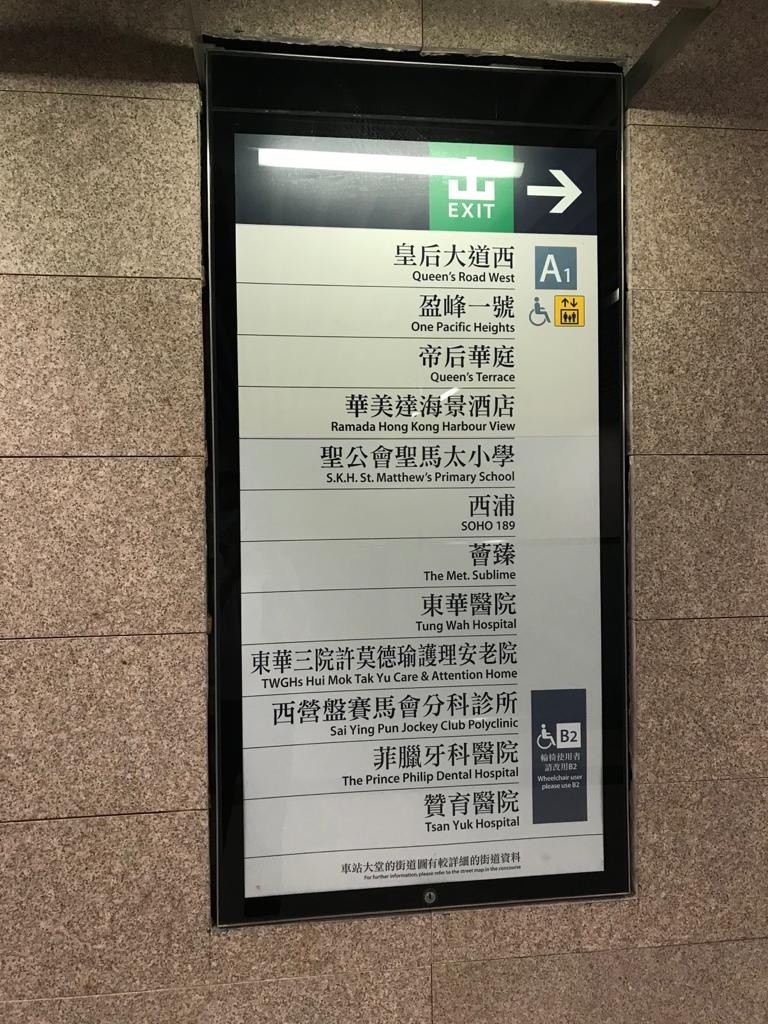 出
EXIT
皇后大道西
Queen's Road West
A1
盈峰一號
One Pacific Heights
帝后華庭
Queen's Terrace
華美達海景酒店
Ramada Hong Kong Harbour View
聖公會聖馬太小學
S.K.H. St. Matthew's Primary School
西浦
SOHO 189
薈臻
The Met. Sublime
東華醫院
Tung Wah Hospital
東華三院許莫德瑜護理安老院
TWGHs Hui Mok Tak Yu Care & Attention Home
西營盤賽馬會分科診所
Sai Ying Pun Jockey Club Polyclinic
菲臘牙科醫院
The Prince Philip Dental Hospital
贊育醫院
Tsan Yuk Hospital
B2
輪椅使用者
請改用B2
Wheelchair user
please use B2
車站大堂的街道圖有較詳細的街道資料
For further information, please refer to the street map in the concourse